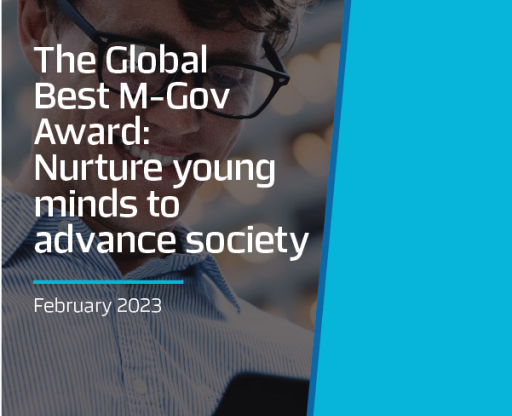 The Global
Best M-Gov
Award:
Nurture young
minds to
advance society
February 2023